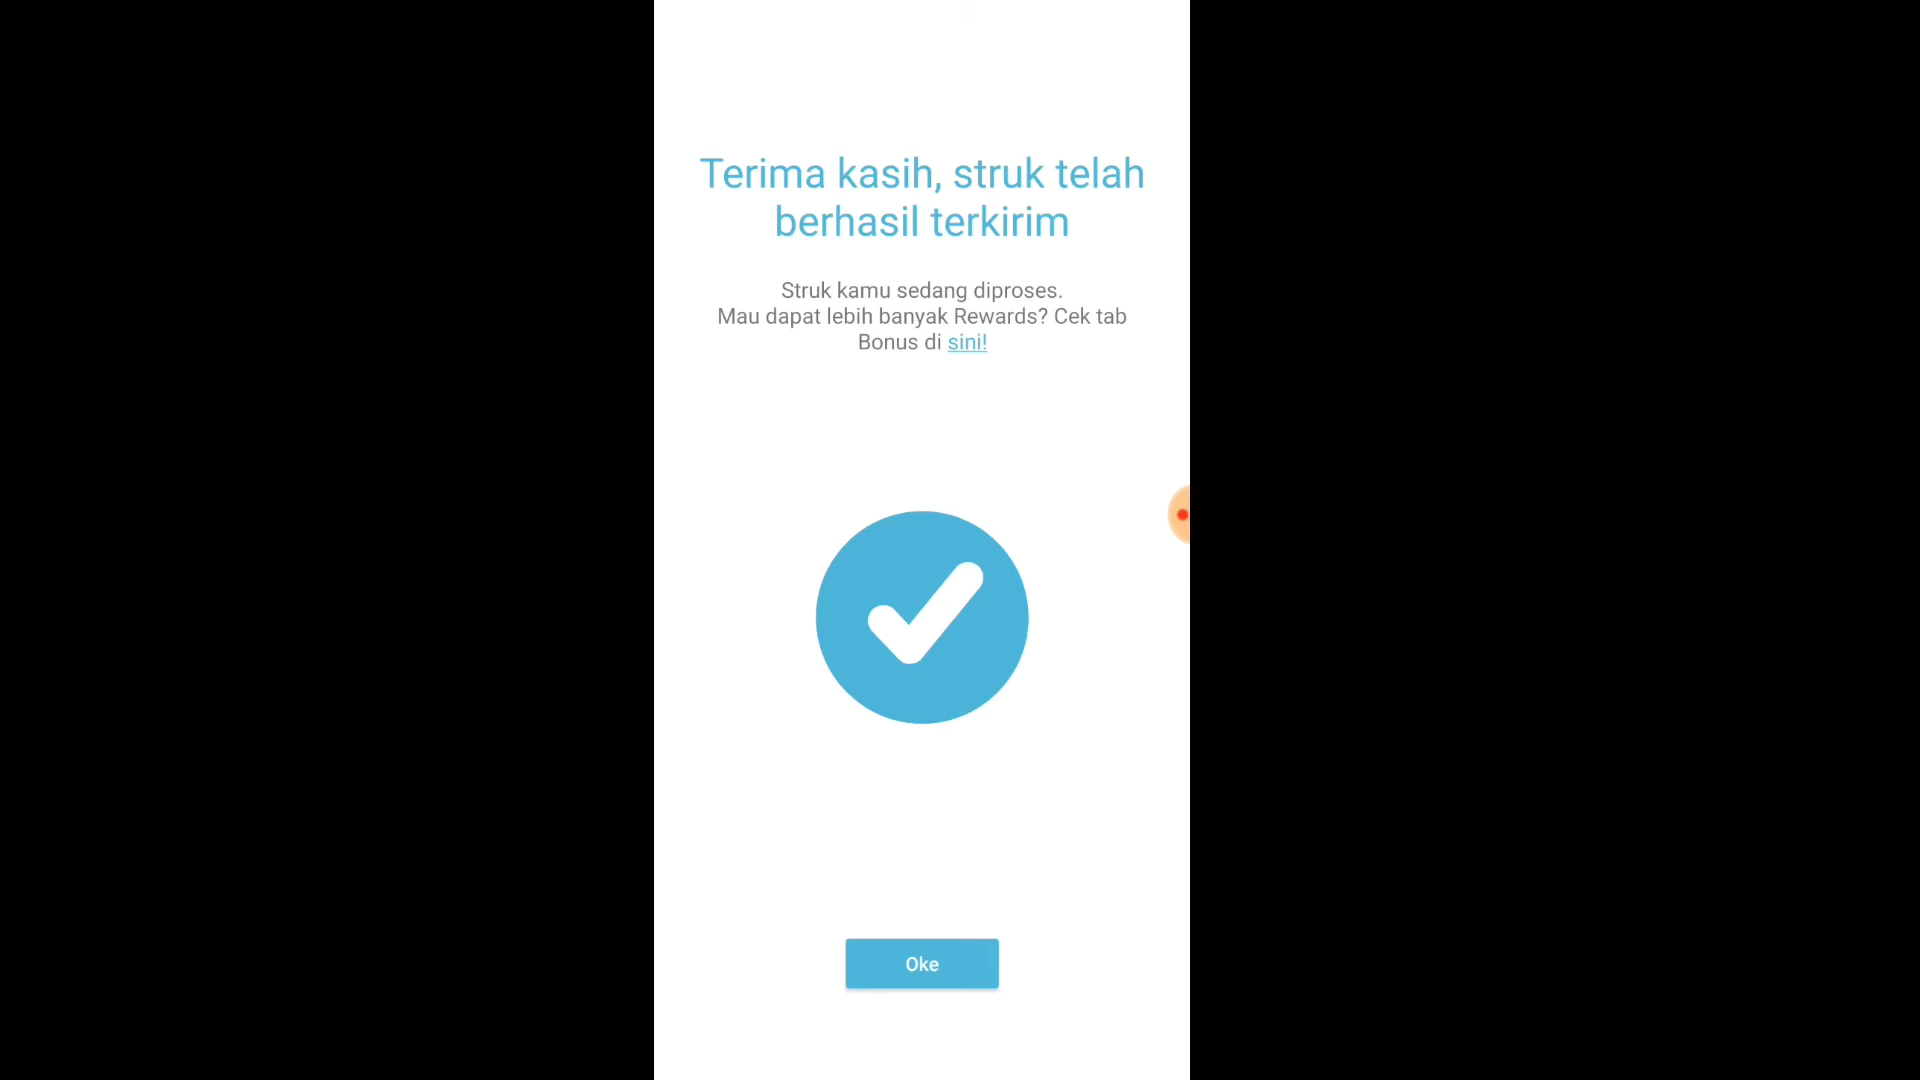 Terima kasih, struk telah
berhasil terkirim
Struk kamu sedang diproses.
Mau dapat lebih banyak Rewards? Cek tab
Bonus di sini!
Oke